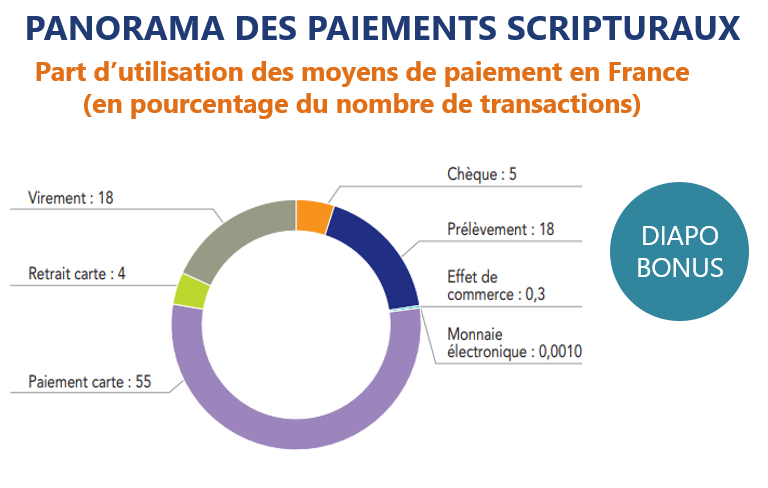 PANORAMA DES PAIEMENTS SCRIPTURAUX
Part d’utilisation des moyens de paiement en France
(en pourcentage du nombre de transactions)
Chèque : 5
Virement : 18
Prélèvement : 18
DIAPO
BONUS
Retrait carte : 4
Effet de
commerce : 0,3
Monnaie
électronique : 0,0010
Paiement carte : 55